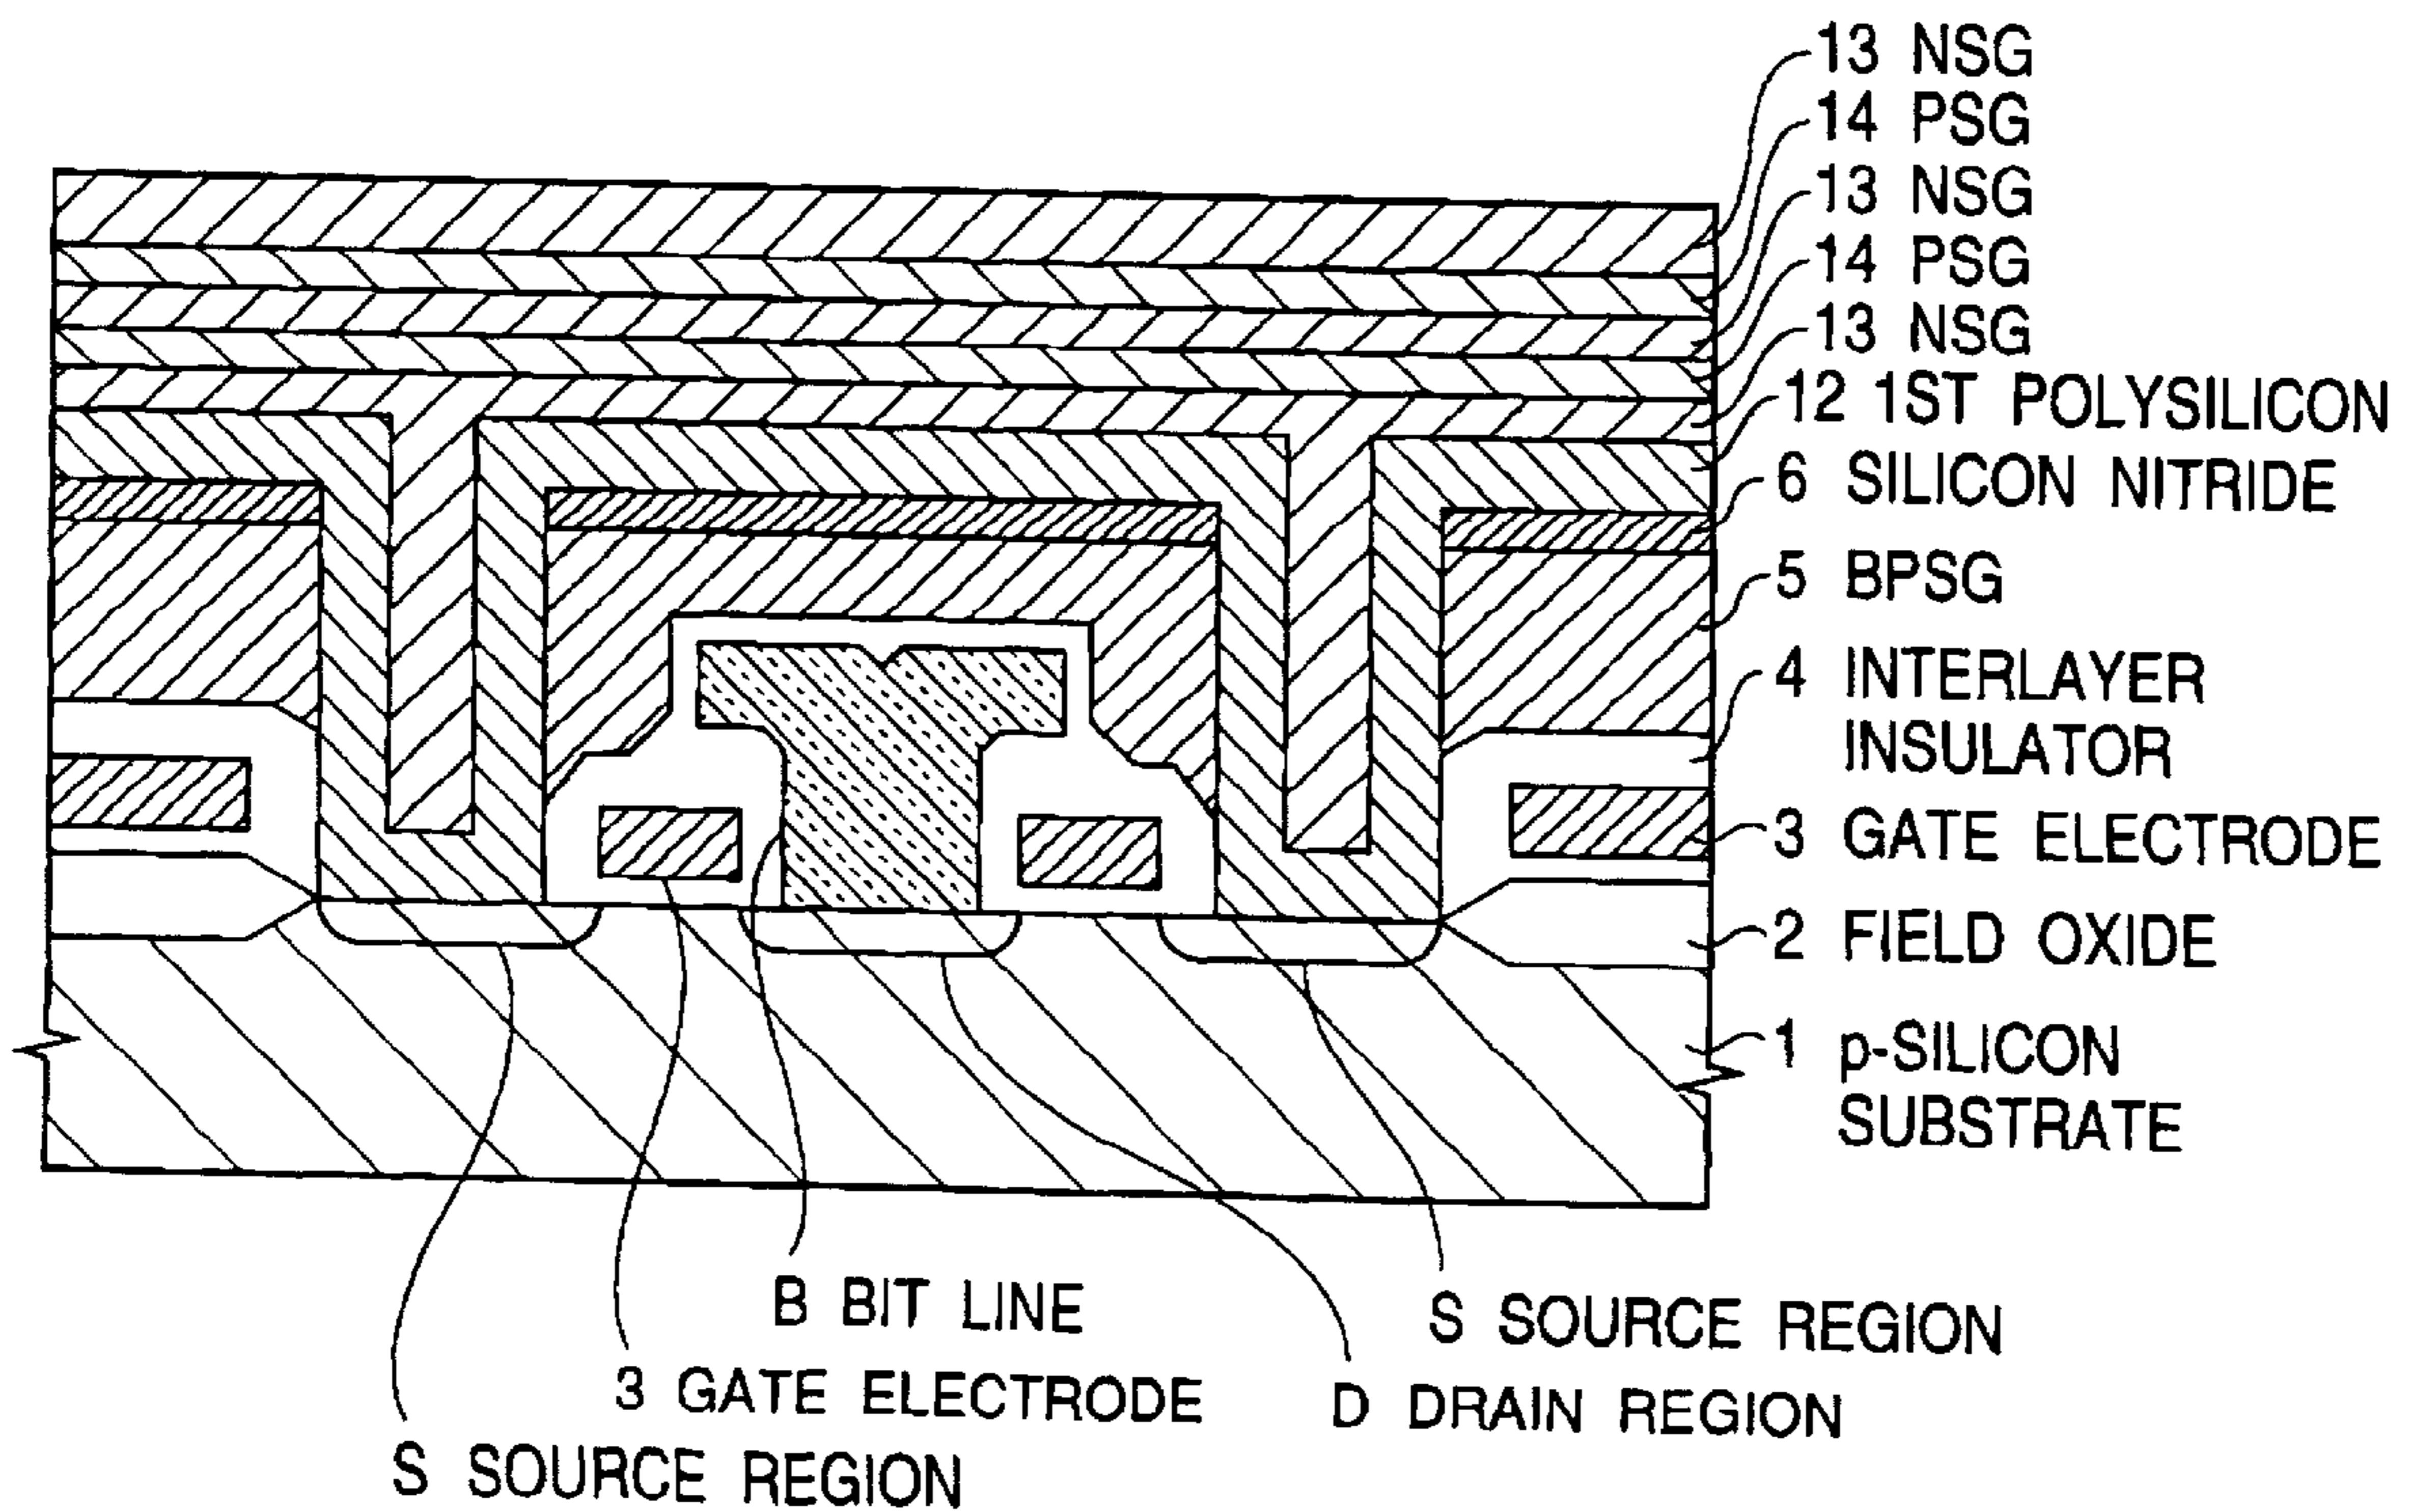 13 NSG
14 PSG
13 NSG
14 PSG
13 NSG
12 1ST POLYSILICON
6 SILICON NITRIDE
5 BPSG
4 INTERLAYER
INSULATOR
3 GATE ELECTRODE
2 FIELD OXIDE
1 p-SILICON
SUBSTRATE
B BIT LINE
S SOURCE REGION
3 GATE ELECTRODE
D DRAIN REGION
S SOURCE REGION